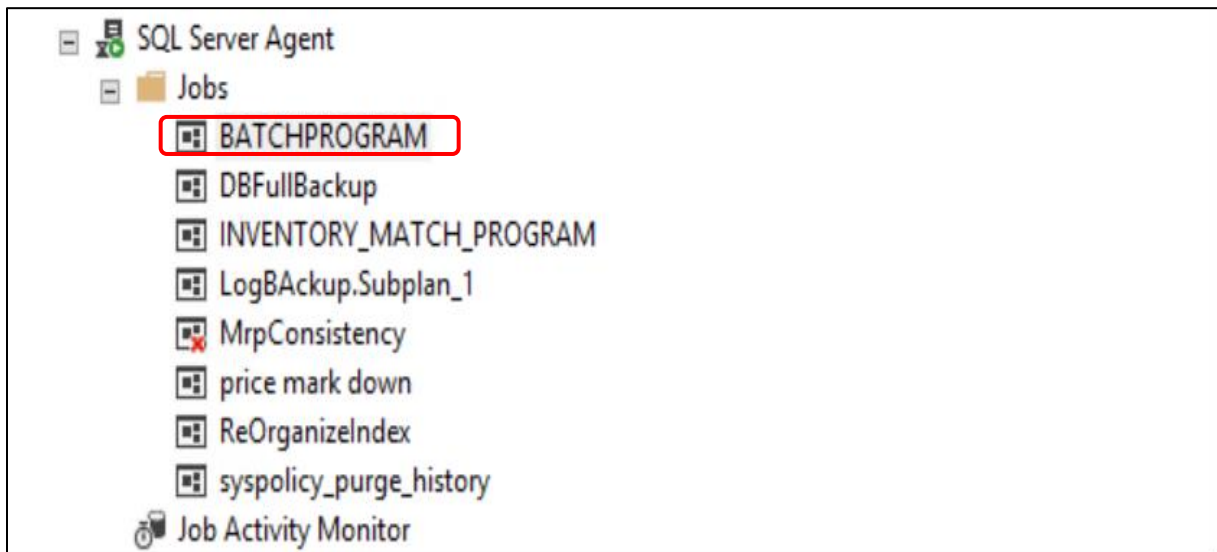 SQL Server Agent
Jobs
BATCHPROGRAM
DBFullBackup
INVENTORY_MATCH_PROGRAM
LogBAckup.Subplan_1
MrpConsistency
price mark down
ReOrganizeIndex
syspolicy_purge_history
Job Activity Monitor